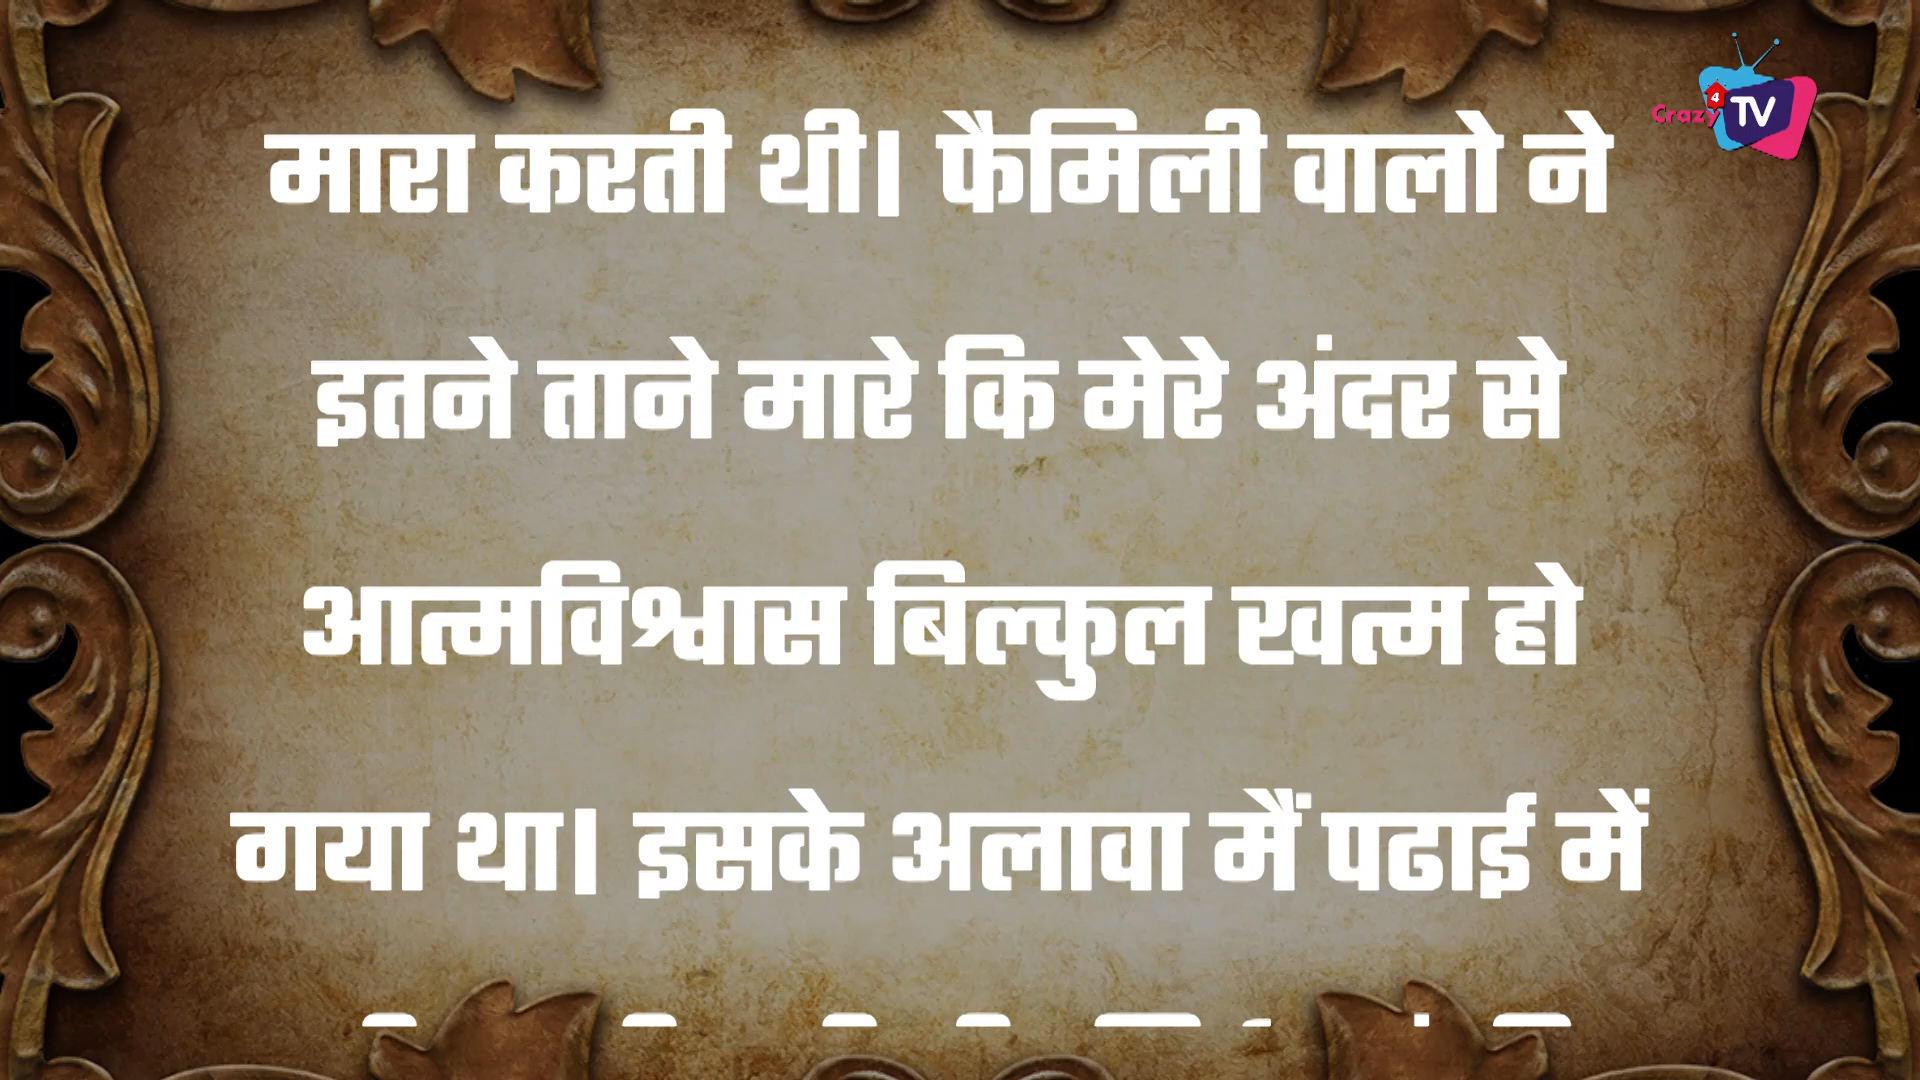 Crazy 4 TV
मारा करती थी। फैमिली वालो ने
इतने ताने मारे कि मेरे अंदर से
आत्मविश्वास बिल्कुल खत्म हो
गया था। इसके अलावा मैं पढाई में